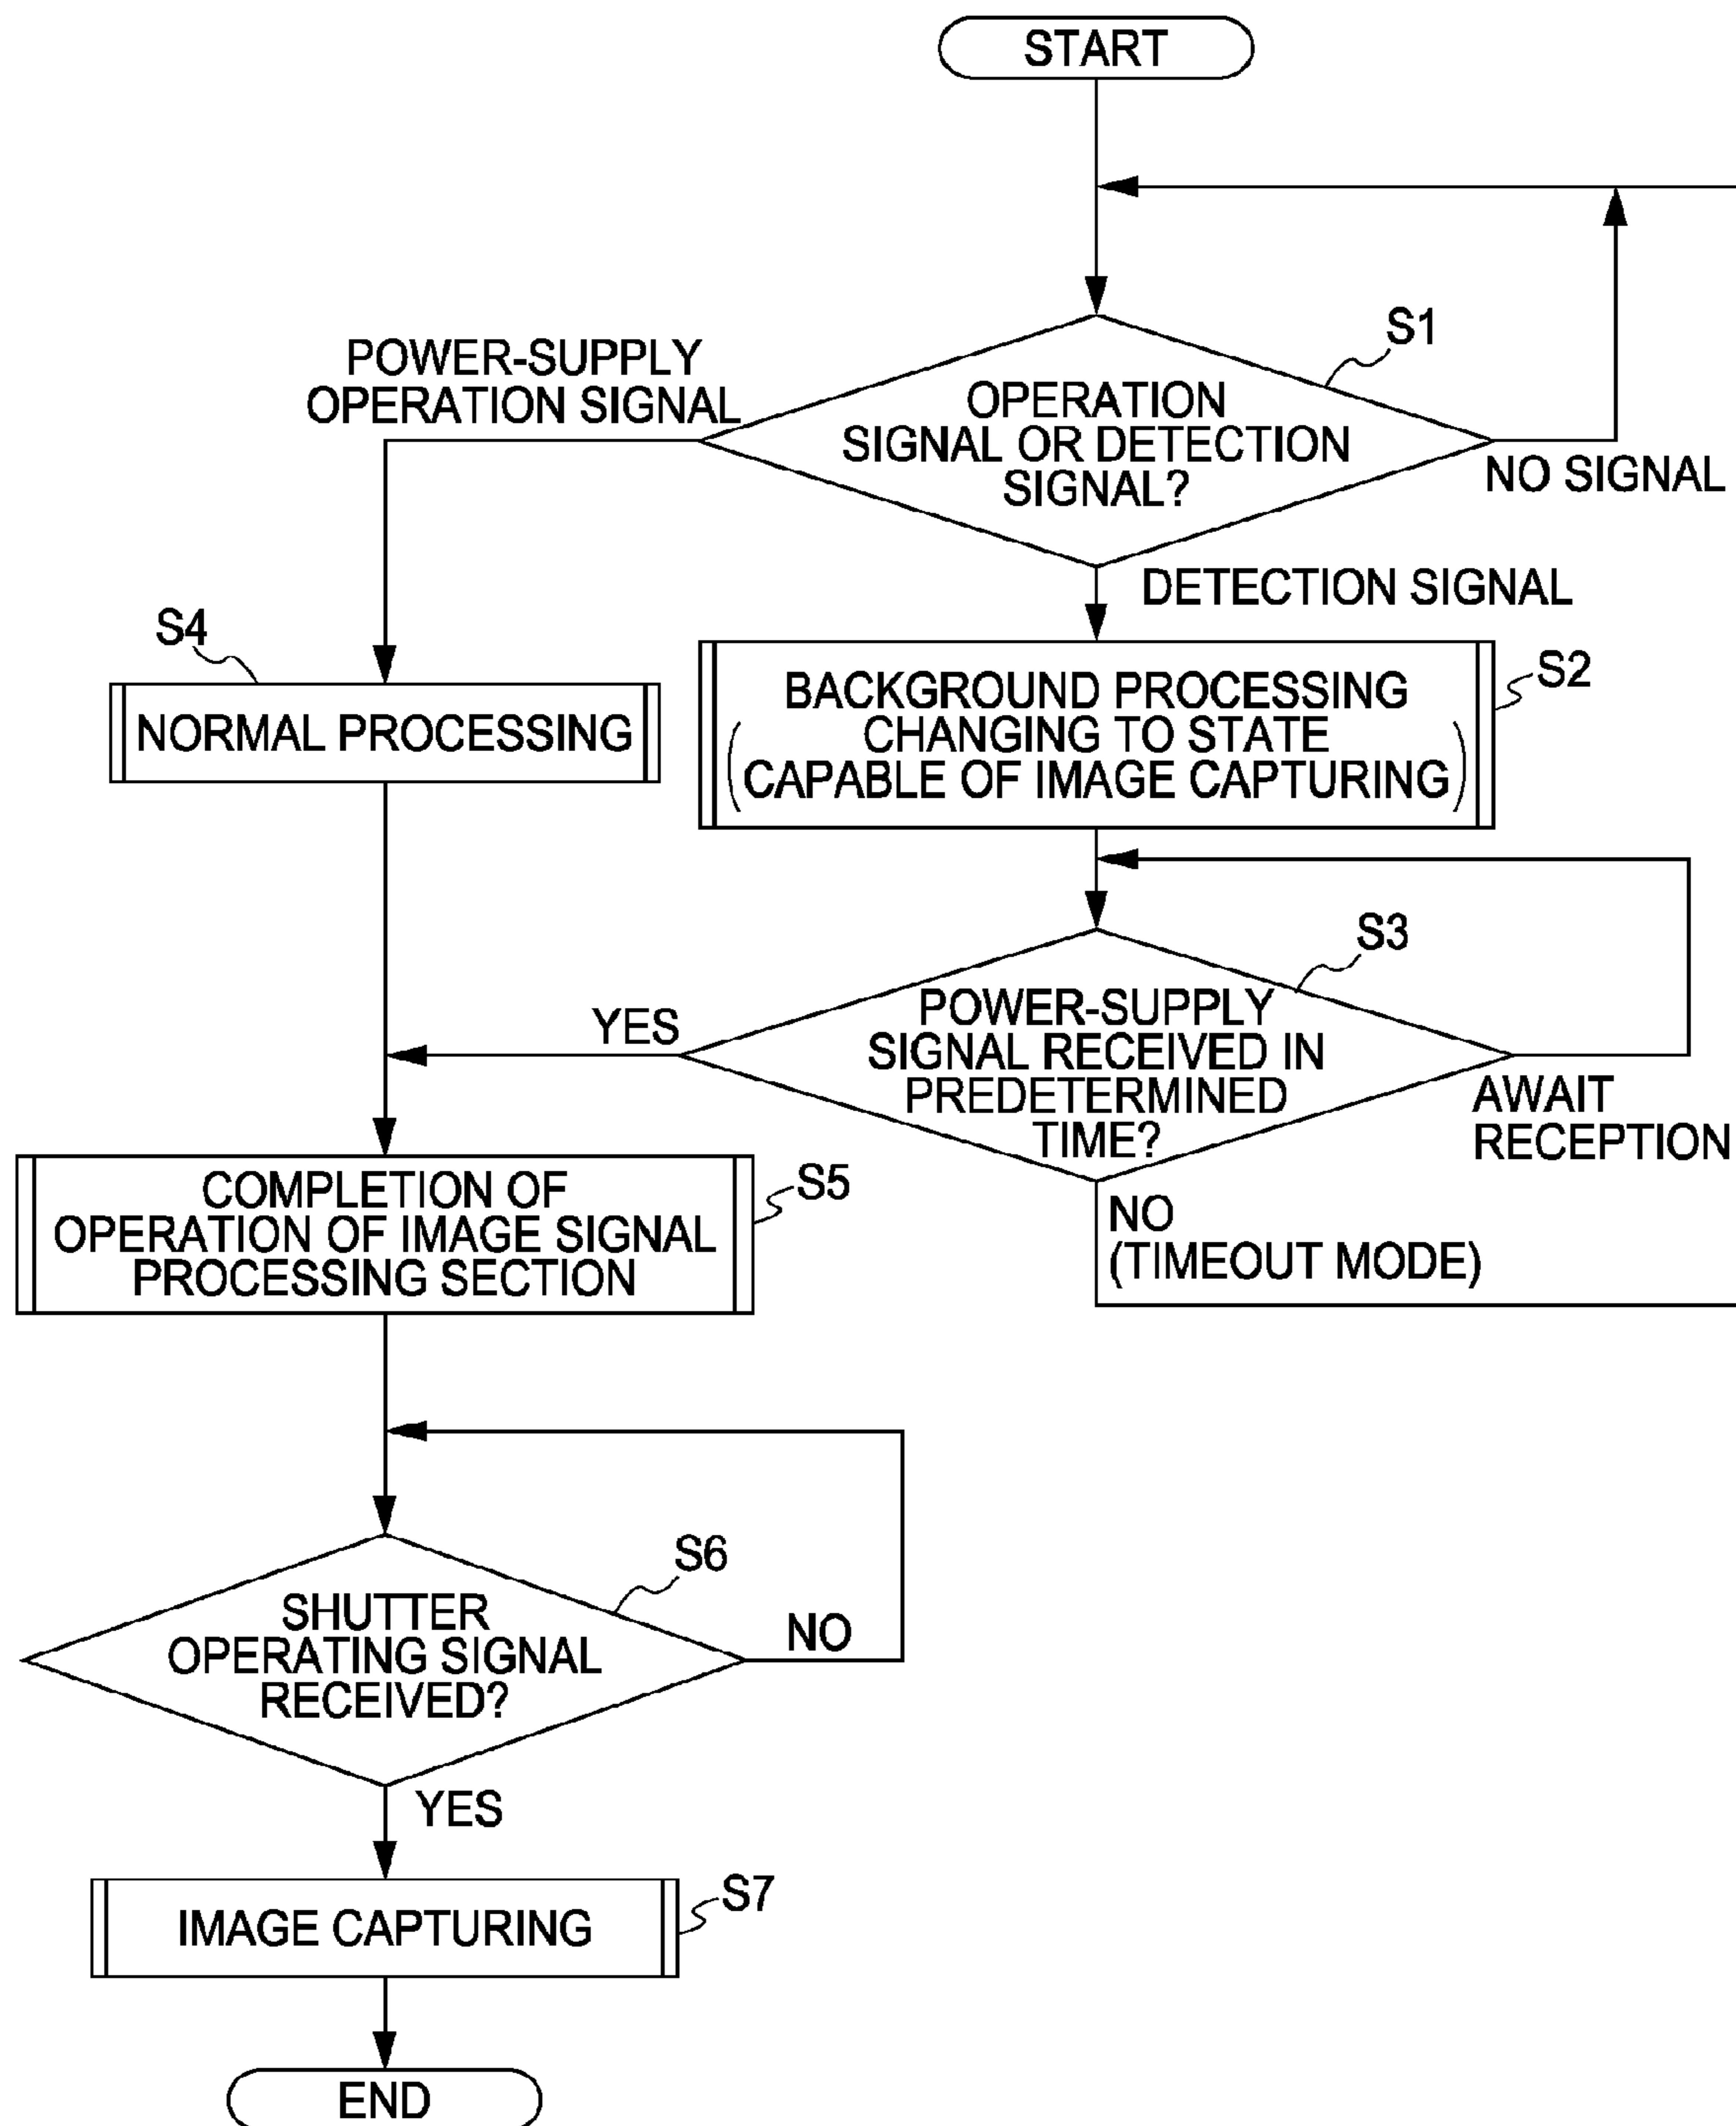 START
S1
POWER-SUPPLY
OPERATION SIGNAL
OPERATION
SIGNAL OR DETECTION
SIGNAL?
NO SIGNAL
DETECTION SIGNAL
S4
NORMAL PROCESSING
S2
BACKGROUND PROCESSING
(CHANGING TO STATE
CAPABLE OF IMAGE CAPTURING)
S3
YES
POWER-SUPPLY
SIGNAL RECEIVED IN
PREDETERMINED
TIME?
AWAIT
RECEPTION
NO
(TIMEOUT MODE)
COMPLETION OF
OPERATION OF IMAGE SIGNAL
PROCESSING SECTION
S5
S6
SHUTTER
OPERATING SIGNAL
RECEIVED?
NO
YES
S7
IMAGE CAPTURING
END